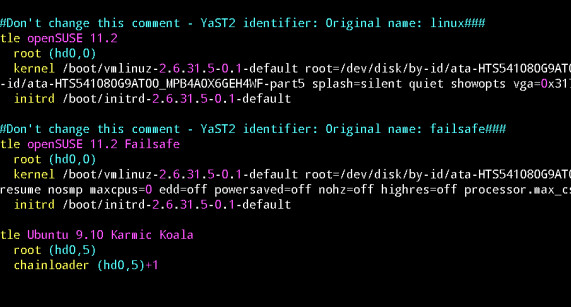 #Don't change this comment - YaST2 identifier: Original name: linux###
tle openSUSE 11.2
root (hd0,0)
kernel /boot/vmlinuz-2.6.31.5-0.1-default root=/dev/disk/by-id/ata-HTS541080G9AT0
-id/ata-HTS541080G9AT00_MPB4A0X6GEH4WF-part5 splash=silent quiet showopts vga=0x31
initrd /boot/initrd-2.6.31.5-0.1-default
#Don't change this comment - YaST2 identifier: Original name: failsafe###
tle openSUSE 11.2 Failsafe
root (hd0,0)
kernel /boot/vmlinuz-2.6.31.5-0.1-default root=/dev/disk/by-id/ata-HTS541080G9AT0
resume nosmp maxcpus=0 edd=off powersaved=off nohz=off highres=off processor.max_cs
initrd /boot/initrd-2.6.31.5-0.1-default
tle Ubuntu 9.10 Karmic Koala
root (hd0,5)
chainloader (hd0,5)+1